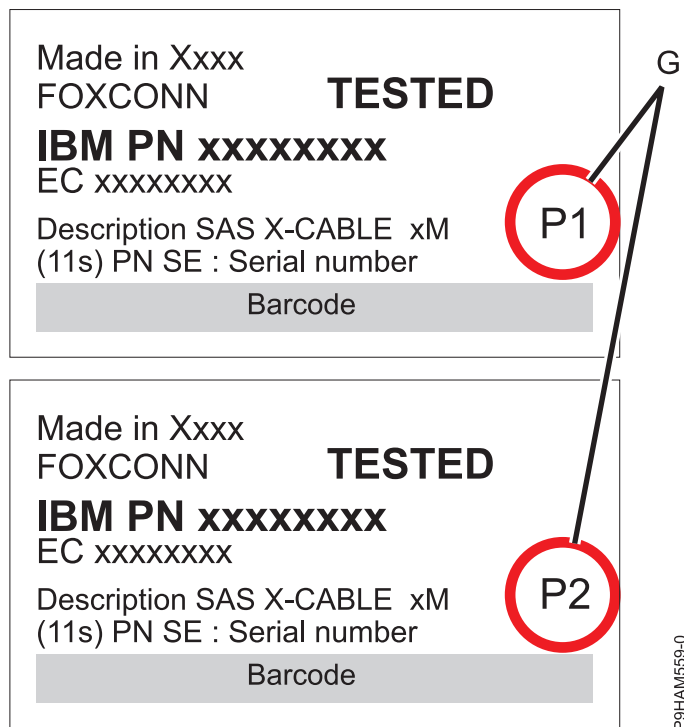 Made in Xxxx
FOXCONN TESTED
IBM PN xxxxxxxx
EC xxxxxxxx
Description SAS X-CABLE xM
(11s) PN SE : Serial number
Barcode
P1
G
Made in Xxxx
FOXCONN TESTED
IBM PN xxxxxxxx
EC xxxxxxxx
Description SAS X-CABLE xM
(11s) PN SE : Serial number
Barcode
P2
P9HAM559-0